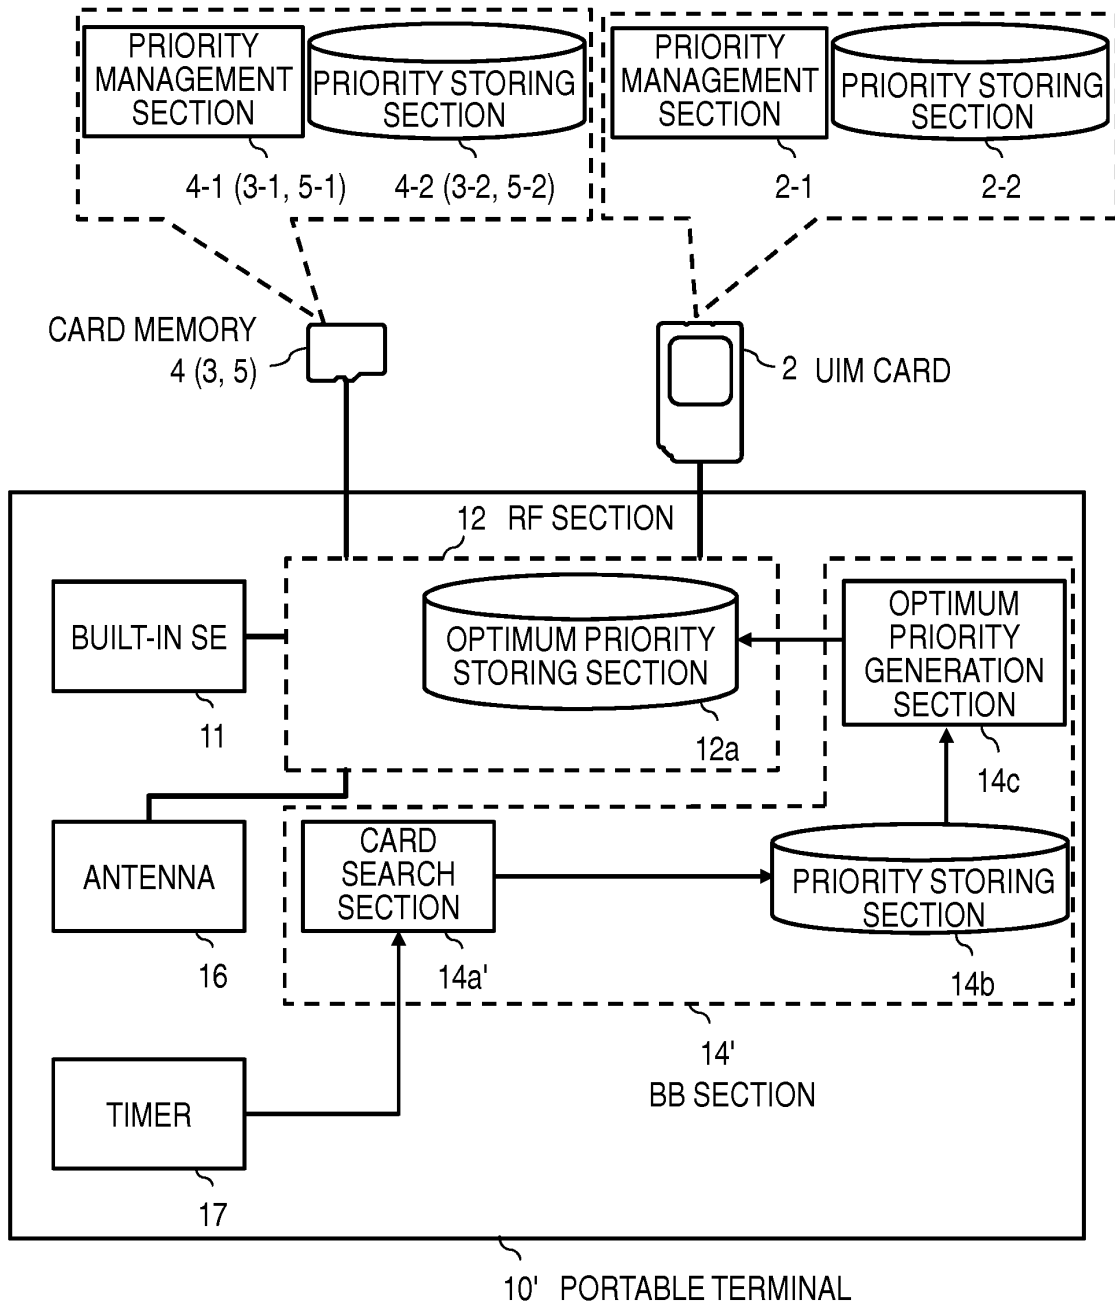 PRIORITY
MANAGEMENT
SECTION
PRIORITY STORING
SECTION
4-1 (3-1, 5-1)
4-2 (3-2, 5-2)
PRIORITY
MANAGEMENT
SECTION
PRIORITY STORING
SECTION
2-1
2-2
CARD MEMORY
4 (3, 5)
2 UIM CARD
12 RF SECTION
BUILT-IN SE
11
OPTIMUM PRIORITY
STORING SECTION
12a
OPTIMUM
PRIORITY
GENERATION
SECTION
14c
ANTENNA
16
CARD
SEARCH
SECTION
14a'
PRIORITY STORING
SECTION
14b
14'
BB SECTION
TIMER
17
10' PORTABLE TERMINAL